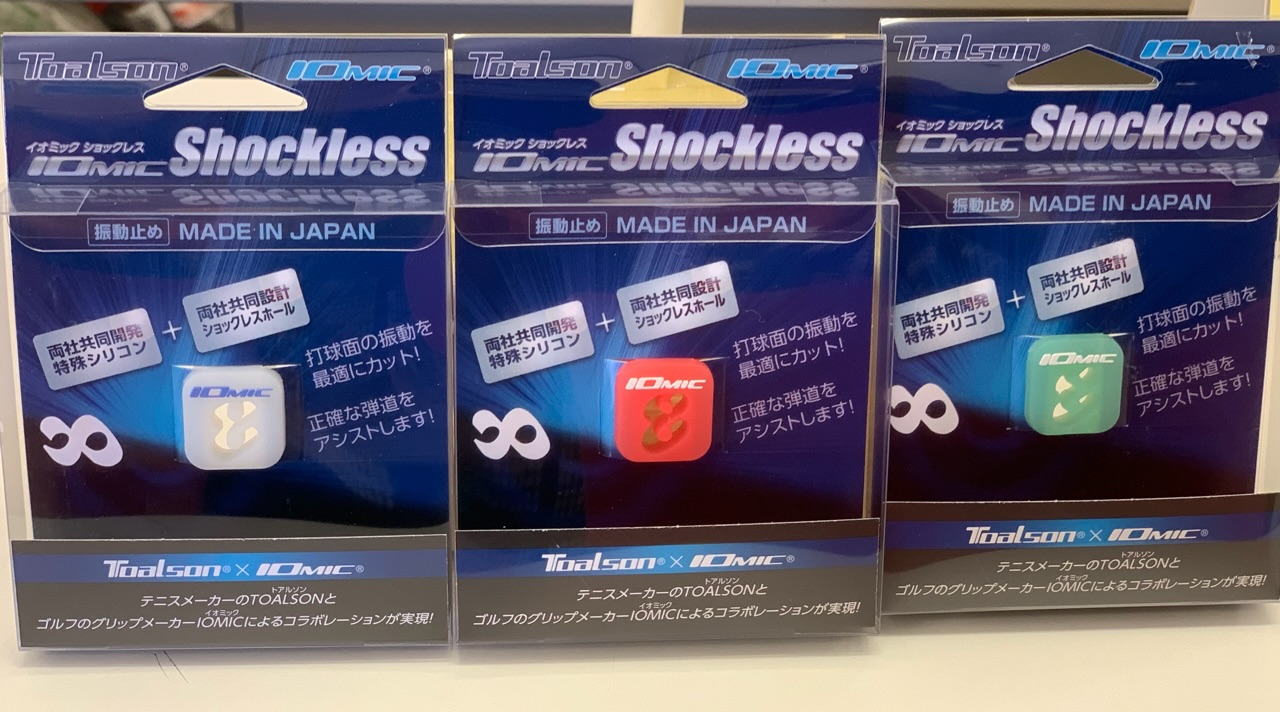 Toalson® IOMIC®
イオミック ショックレス
IOMIC Shockless
振動止め MADE IN JAPAN
両社共同開発
特殊シリコン
+
両社共同設計
ショックレスホール
打球面の振動を
最適にカット!
正確な弾道を
アシストします!
IOMIC
Toalson® × IOMIC®
トアルソン
テニスメーカーのTOALSONと
イオミック
ゴルフのグリップメーカーIOMICによるコラボレーションが実現!
Toalson® IOMIC®
イオミック ショックレス
IOMIC Shockless
振動止め MADE IN JAPAN
両社共同開発
特殊シリコン
+
両社共同設計
ショックレスホール
打球面の振動を
最適にカット!
正確な弾道を
アシストします!
IOMIC
Toalson® × IOMIC®
トアルソン
テニスメーカーのTOALSONと
イオミック
ゴルフのグリップメーカーIOMICによるコラボレーションが実現!
Toalson® IOMIC®
イオミック ショックレス
IOMIC Shockless
振動止め MADE IN JAPAN
両社共同開発
特殊シリコン
+
両社共同設計
ショックレスホール
打球面の振動を
最適にカット!
正確な弾道を
アシストします!
IOMIC
Toalson® × IOMIC®
トアルソン
テニスメーカーのTOALSONと
イオミック
ゴルフのグリップメーカーIOMICによるコラボレーションが実現!